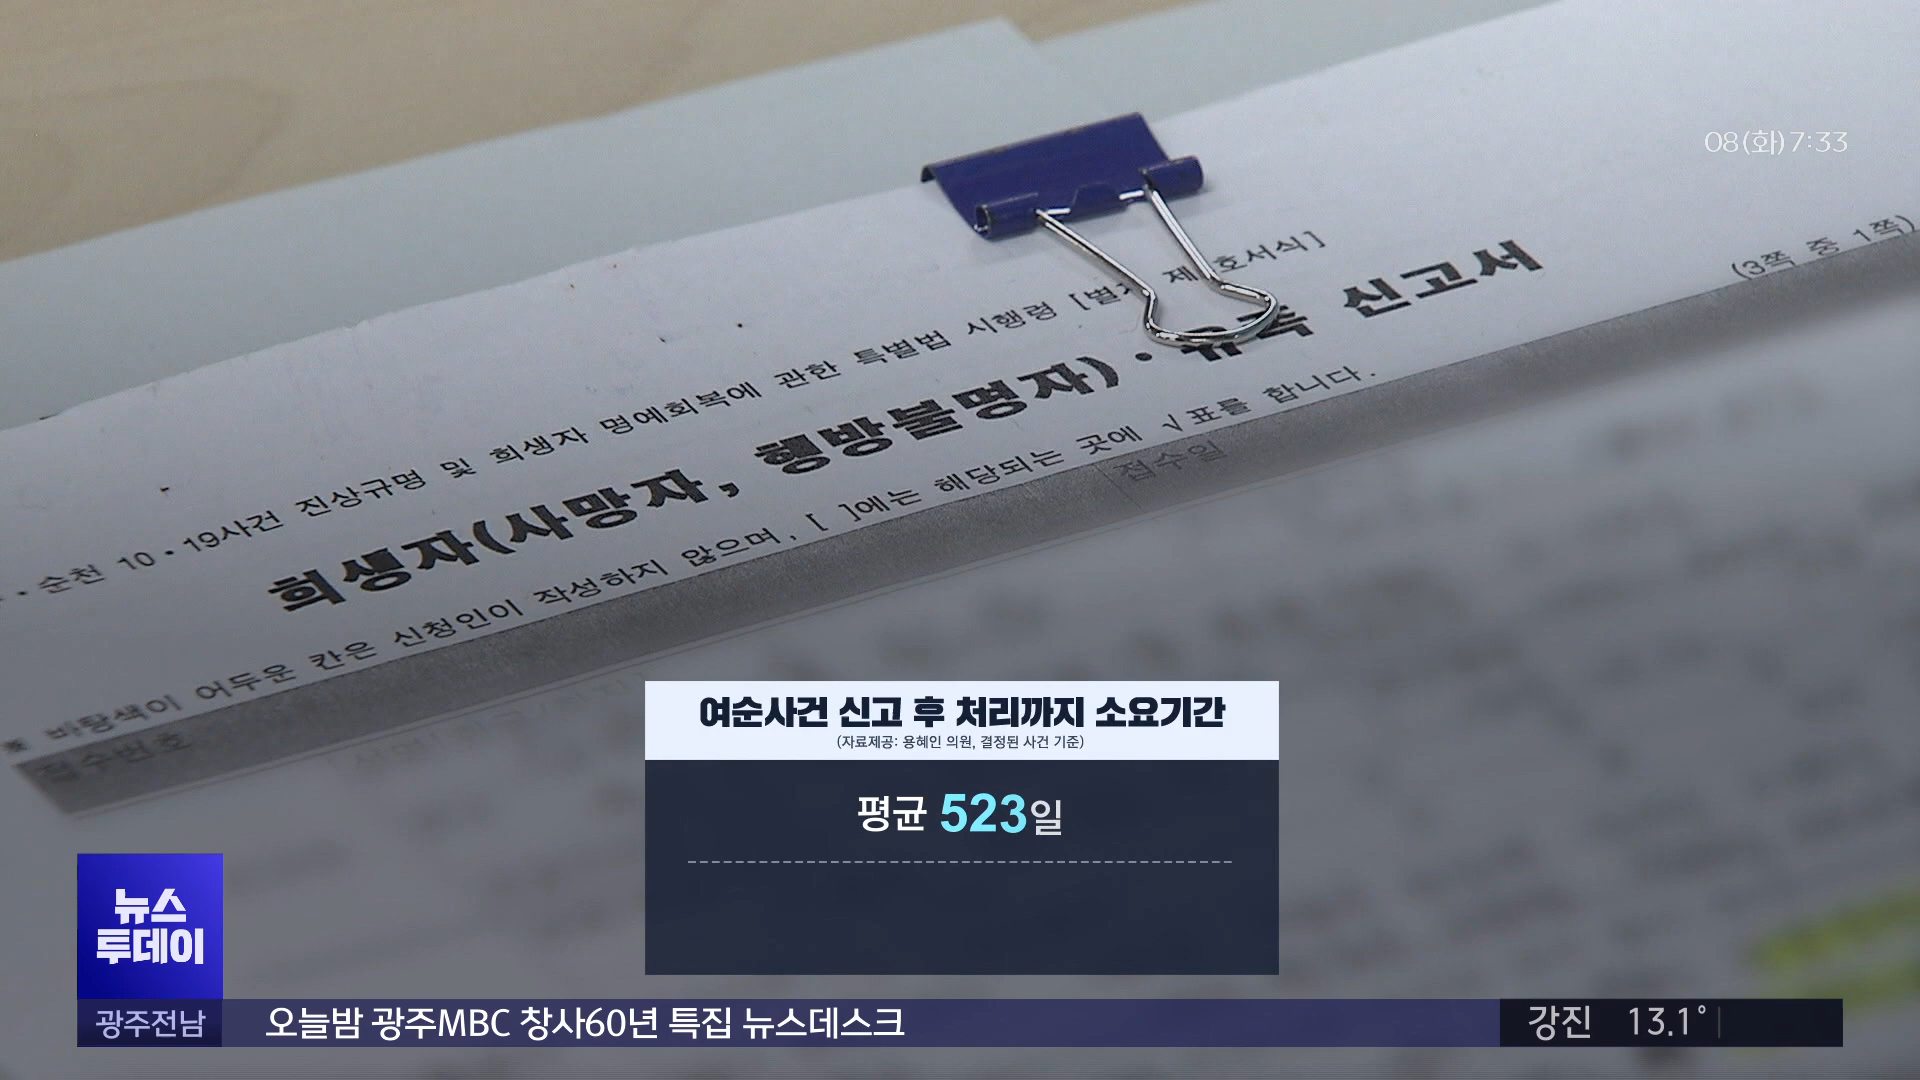 08(화)7:33
·순천 10·19사건 진상규명 및 희생자 명예회복에 관한 특별법 시행령 [별지 제 호서식]
(3쪽 중 1쪽)
희생자(사망자, 행방불명자)·유족 신고서
※ 바탕색이 어두운 칸은 신청인이 작성하지 않으며, [ ]에는 해당되는 곳에 √표를 합니다.
접수번호
접수일
여순사건 신고 후 처리까지 소요기간
(자료제공: 용혜인 의원, 결정된 사건 기준)
평균 523일
뉴스
투데이
광주전남
오늘밤 광주MBC 창사60년 특집 뉴스데스크
강진 13.1°